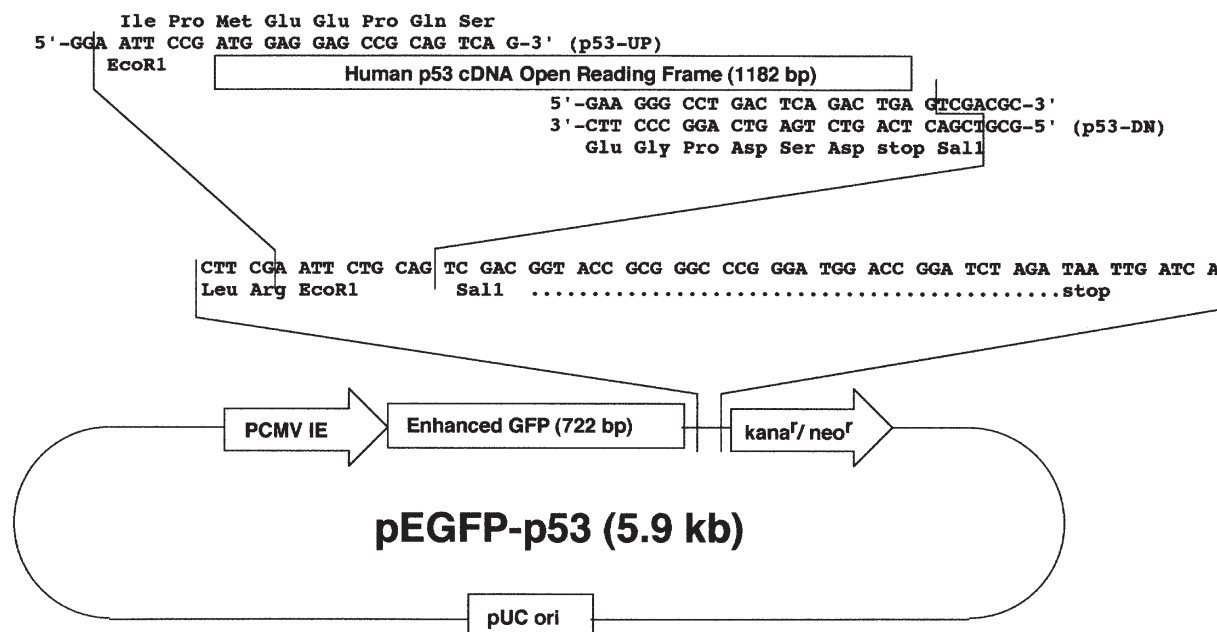 Ile Pro Met Glu Glu Pro Gln Ser
5'-GGA ATT CCG ATG GAG GAG CCG CAG TCA G-3' (p53-UP)
EcoR1
Human p53 cDNA Open Reading Frame (1182 bp)
5'-GAA GGG CCT GAC TCA GAC TGA GTCGACGC-3'
3'-CTT CCC GGA CTG AGT CTG ACT CAGCTGCG-5' (p53-DN)
Glu Gly Pro Asp Ser Asp stop Sal1
CTT CGA ATT CTG CAG TC GAC GGT ACC GCG GGC CCG GGA TGG ACC GGA TCT AGA TAA TTG ATC A
Leu Arg EcoR1 Sal1 ..........................................stop
PCMV IE
Enhanced GFP (722 bp)
kanaʳ/ neoʳ
pEGFP-p53 (5.9 kb)
pUC ori